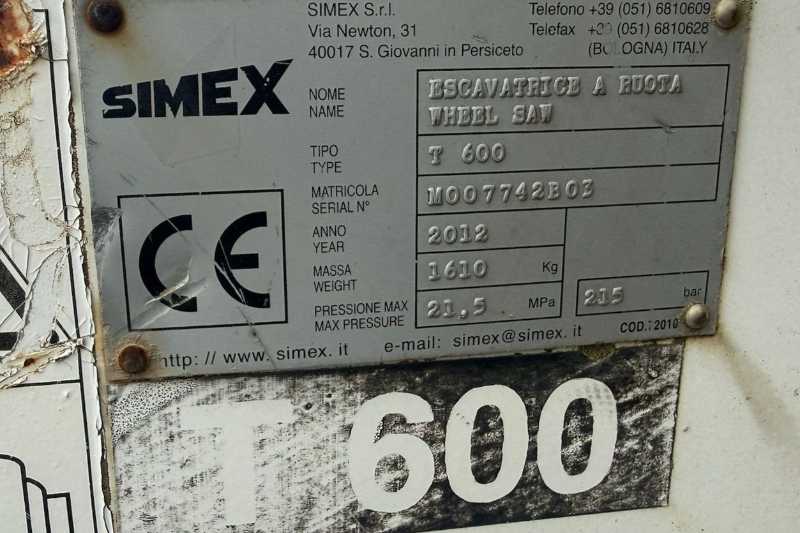 SIMEX S.r.l.
Via Newton, 31
40017 S. Giovanni in Persiceto
Telefono +39 (051) 6810609
Telefax +39 (051) 6810628
(BOLOGNA) ITALY
SIMEX
NOME
NAME
ESCAVATRICE A RUOTA
WHEEL SAW
TIPO
TYPE
T 600
MATRICOLA
SERIAL N°
M007742B03
CE
ANNO
YEAR
2012
MASSA
WEIGHT
1610 Kg
PRESSIONE MAX
MAX PRESSURE
21,5 MPa
215 bar
http: // www. simex. it e-mail: simex@simex. it COD.: 2010
T 600